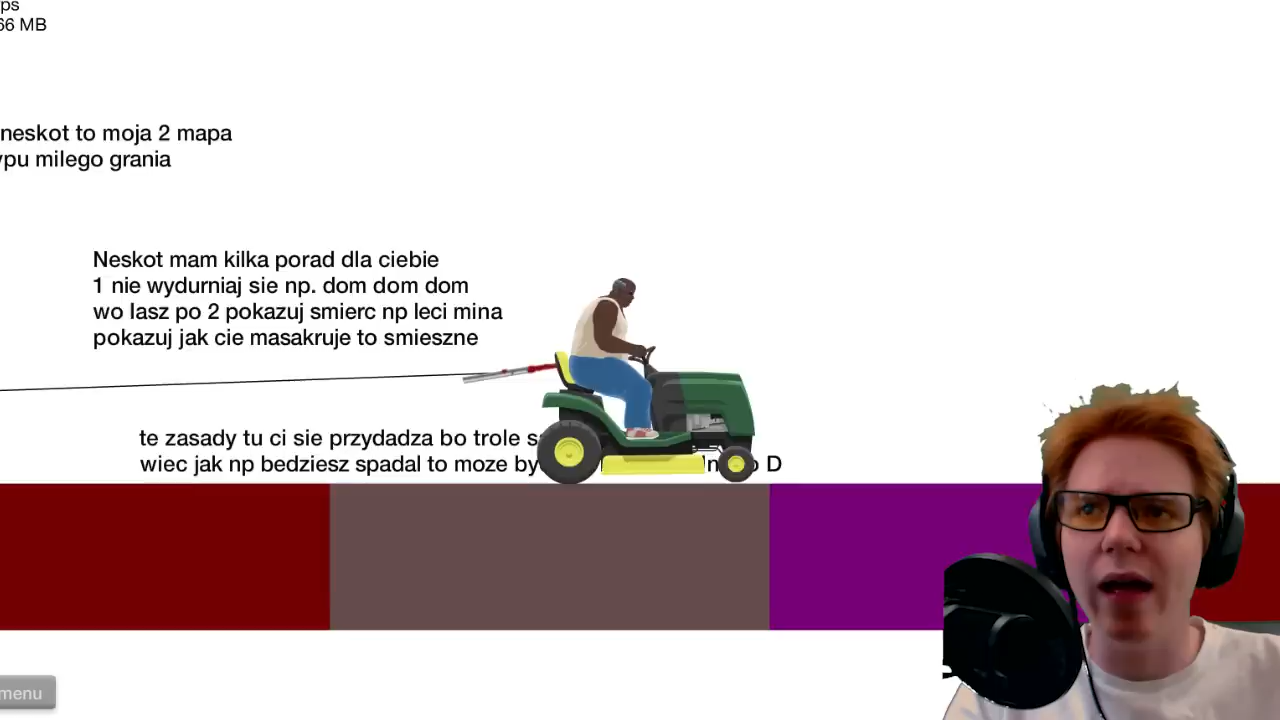 ps
66 MB
neskot to moja 2 mapa
ypu milego grania
Neskot mam kilka porad dla ciebie
1 nie wydurniaj sie np. dom dom dom
wo lasz po 2 pokazuj smierc np leci mina
pokazuj jak cie masakruje to smieszne
te zasady tu ci sie przydadza bo trole s
wiec jak np bedziesz spadal to moze by D
menu